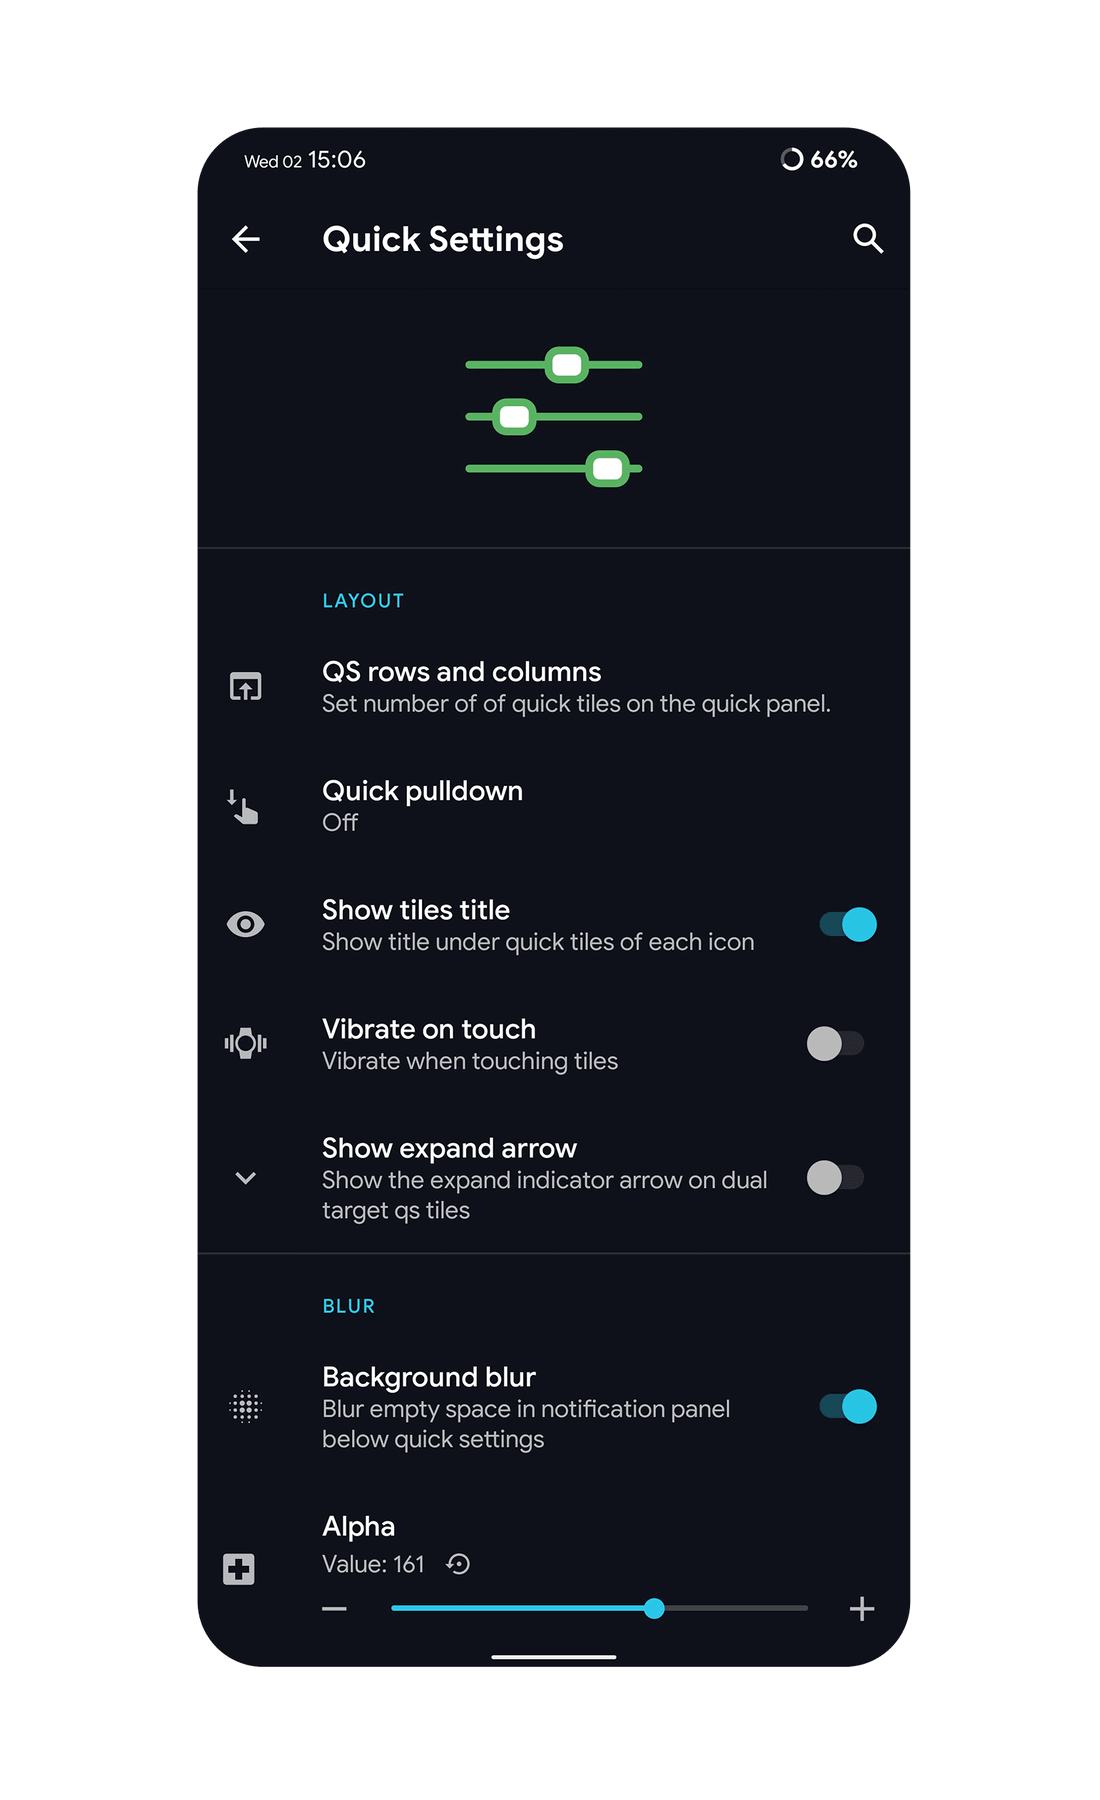 Wed 02 15:06 66%
Quick Settings
LAYOUT
QS rows and columns
Set number of of quick tiles on the quick panel.
Quick pulldown
Off
Show tiles title
Show title under quick tiles of each icon
Vibrate on touch
Vibrate when touching tiles
Show expand arrow
Show the expand indicator arrow on dual
target qs tiles
BLUR
Background blur
Blur empty space in notification panel
below quick settings
Alpha
Value: 161